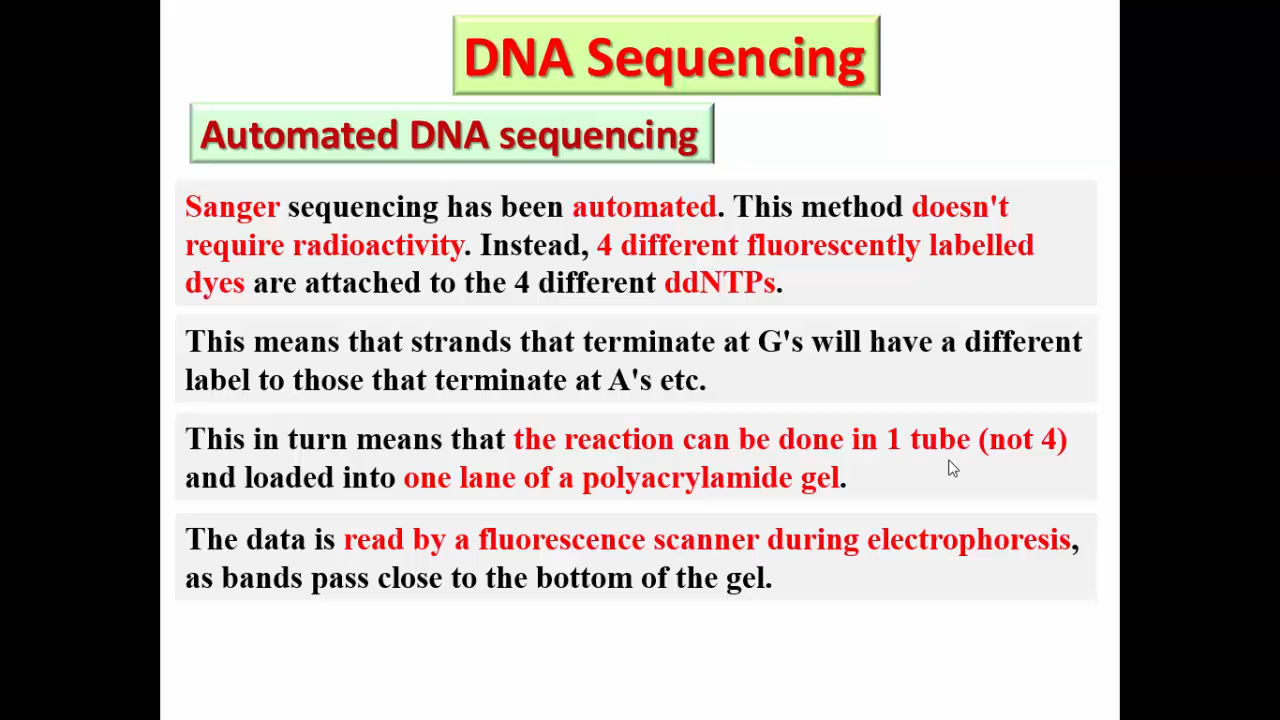 DNA Sequencing
Automated DNA sequencing
Sanger sequencing has been automated. This method doesn't
require radioactivity. Instead, 4 different fluorescently labelled
dyes are attached to the 4 different ddNTPs.
This means that strands that terminate at G's will have a different
label to those that terminate at A's etc.
This in turn means that the reaction can be done in 1 tube (not 4)
and loaded into one lane of a polyacrylamide gel.
The data is read by a fluorescence scanner during electrophoresis,
as bands pass close to the bottom of the gel.